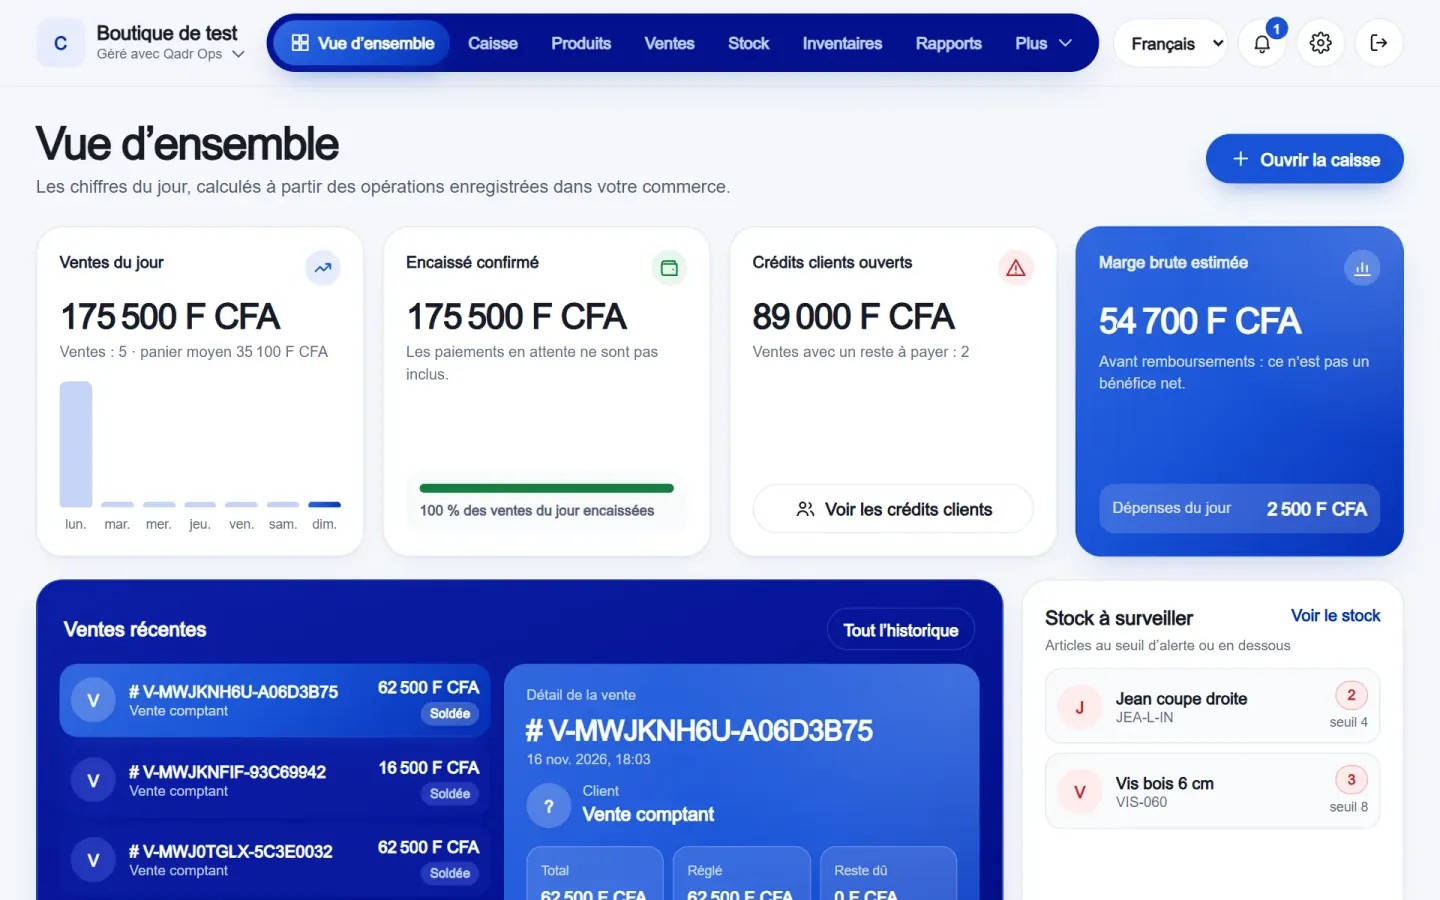 C
Boutique de test
Géré avec Qadr Ops
Vue d’ensemble
Caisse
Produits
Ventes
Stock
Inventaires
Rapports
Plus
Français
1
Vue d’ensemble
Les chiffres du jour, calculés à partir des opérations enregistrées dans votre commerce.
+ Ouvrir la caisse
Ventes du jour
175 500 F CFA
Ventes : 5 · panier moyen 35 100 F CFA
lun. mar. mer. jeu. ven. sam. dim.
Encaissé confirmé
175 500 F CFA
Les paiements en attente ne sont pas
inclus.
100 % des ventes du jour encaissées
Crédits clients ouverts
89 000 F CFA
Ventes avec un reste à payer : 2
Voir les crédits clients
Marge brute estimée
54 700 F CFA
Avant remboursements : ce n'est pas un
bénéfice net.
Dépenses du jour
2 500 F CFA
Ventes récentes
Tout l’historique
V
# V-MWJKNH6U-A06D3B75
Vente comptant
62 500 F CFA
Soldée
V
# V-MWJKNFIF-93C69942
Vente comptant
16 500 F CFA
Soldée
V
# V-MWJ0TGLX-5C3E0032
Vente comptant
62 500 F CFA
Soldée
Détail de la vente
# V-MWJKNH6U-A06D3B75
16 nov. 2026, 18:03
?
Client
Vente comptant
Total
62 500 F CFA
Réglé
62 500 F CFA
Reste dû
0 F CFA
Stock à surveiller
Voir le stock
Articles au seuil d’alerte ou en dessous
J
Jean coupe droite
JEA-L-IN
2
seuil 4
V
Vis bois 6 cm
VIS-060
3
seuil 8